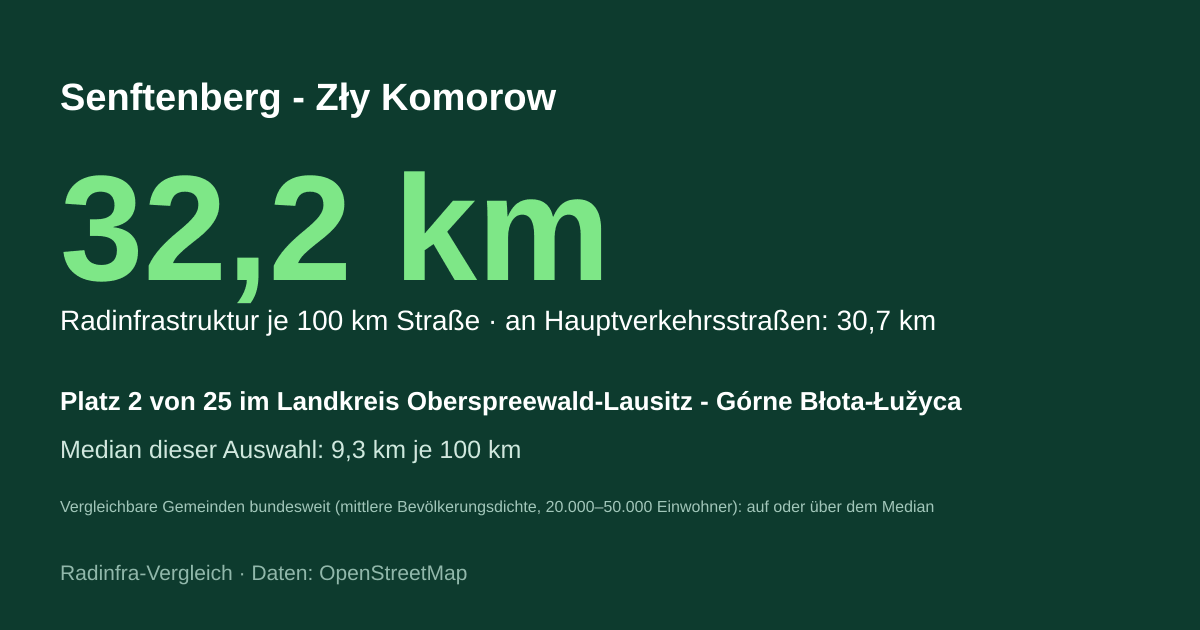 Senftenberg - Zły Komorow
32,2 km
Radinfrastruktur je 100 km Straße · an Hauptverkehrsstraßen: 30,7 km
Platz 2 von 25 im Landkreis Oberspreewald-Lausitz - Górne Błota-Łužyca
Median dieser Auswahl: 9,3 km je 100 km
Vergleichbare Gemeinden bundesweit (mittlere Bevölkerungsdichte, 20.000–50.000 Einwohner): auf oder über dem Median
Radinfra-Vergleich · Daten: OpenStreetMap